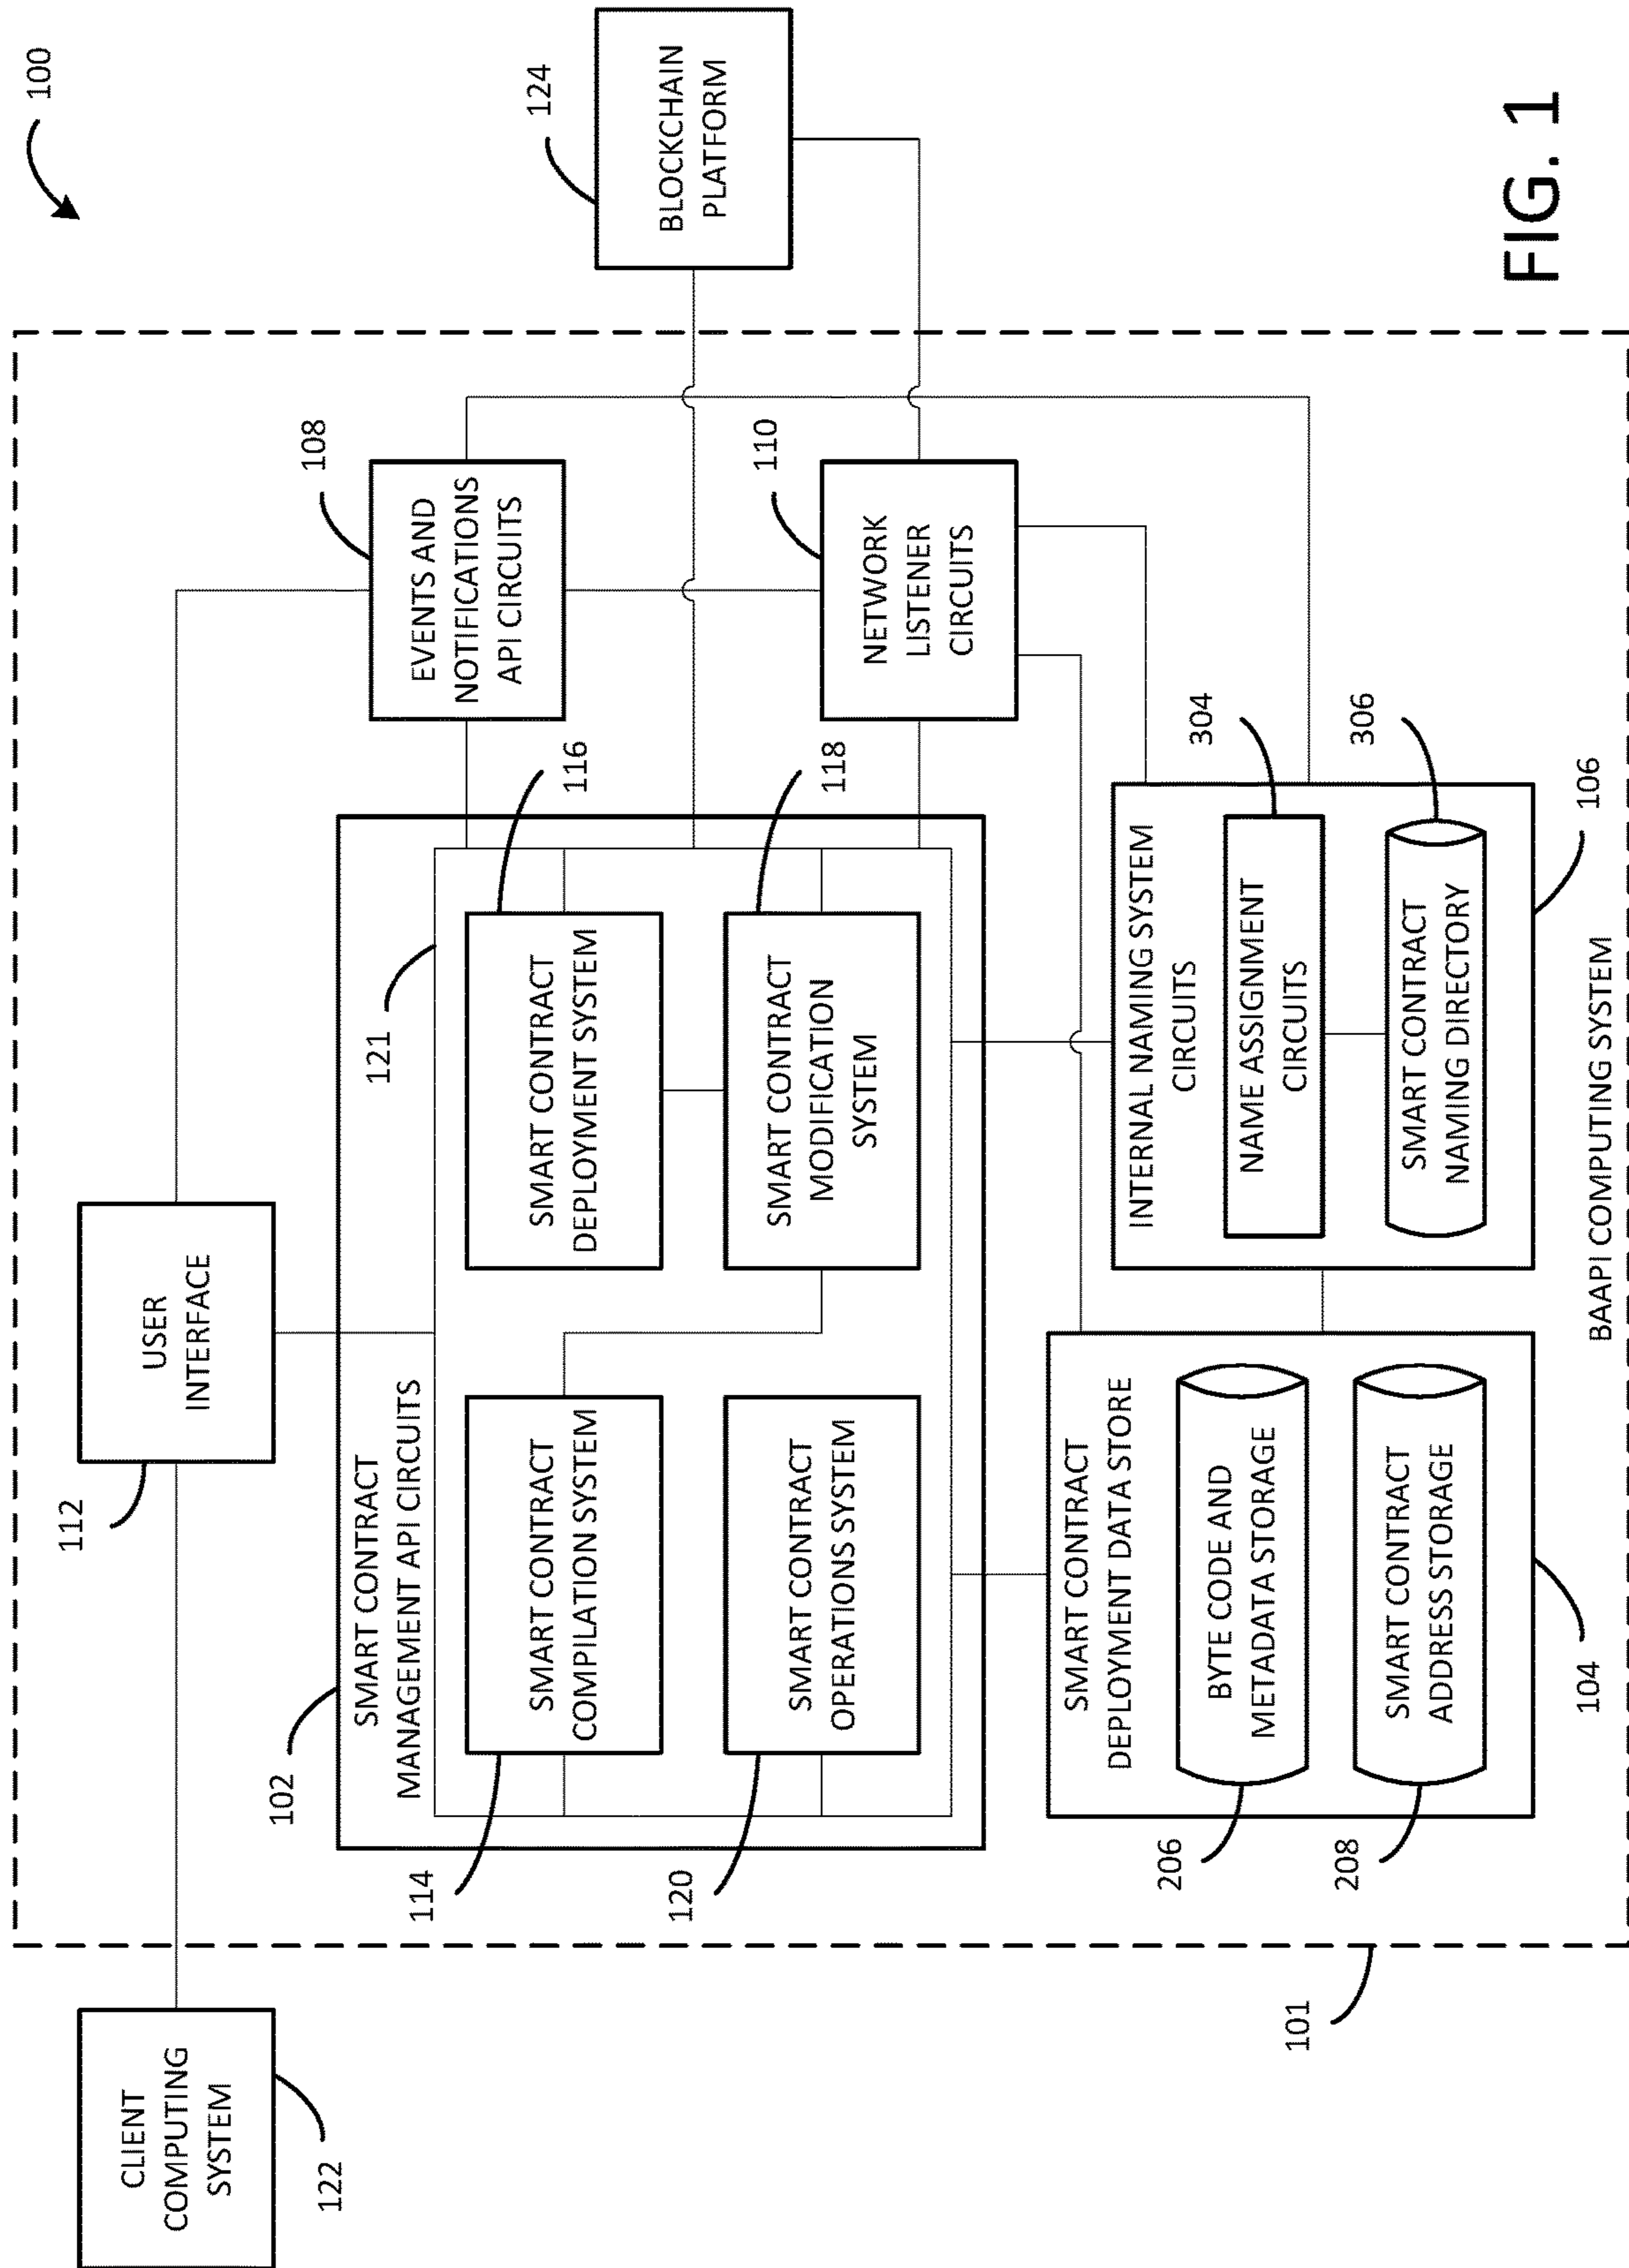 100
CLIENT
COMPUTING
SYSTEM
122
112
USER
INTERFACE
108
EVENTS AND
NOTIFICATIONS
API CIRCUITS
124
BLOCKCHAIN
PLATFORM
102
SMART CONTRACT
MANAGEMENT API CIRCUITS
121
114
SMART CONTRACT
COMPILATION SYSTEM
116
SMART CONTRACT
DEPLOYMENT SYSTEM
120
SMART CONTRACT
OPERATIONS SYSTEM
118
SMART CONTRACT
MODIFICATION
SYSTEM
110
NETWORK
LISTENER
CIRCUITS
SMART CONTRACT
DEPLOYMENT DATA STORE
206
BYTE CODE AND
METADATA STORAGE
208
SMART CONTRACT
ADDRESS STORAGE
104
INTERNAL NAMING SYSTEM
CIRCUITS
304
NAME ASSIGNMENT
CIRCUITS
306
SMART CONTRACT
NAMING DIRECTORY
106
BAAPI COMPUTING SYSTEM
101
FIG. 1